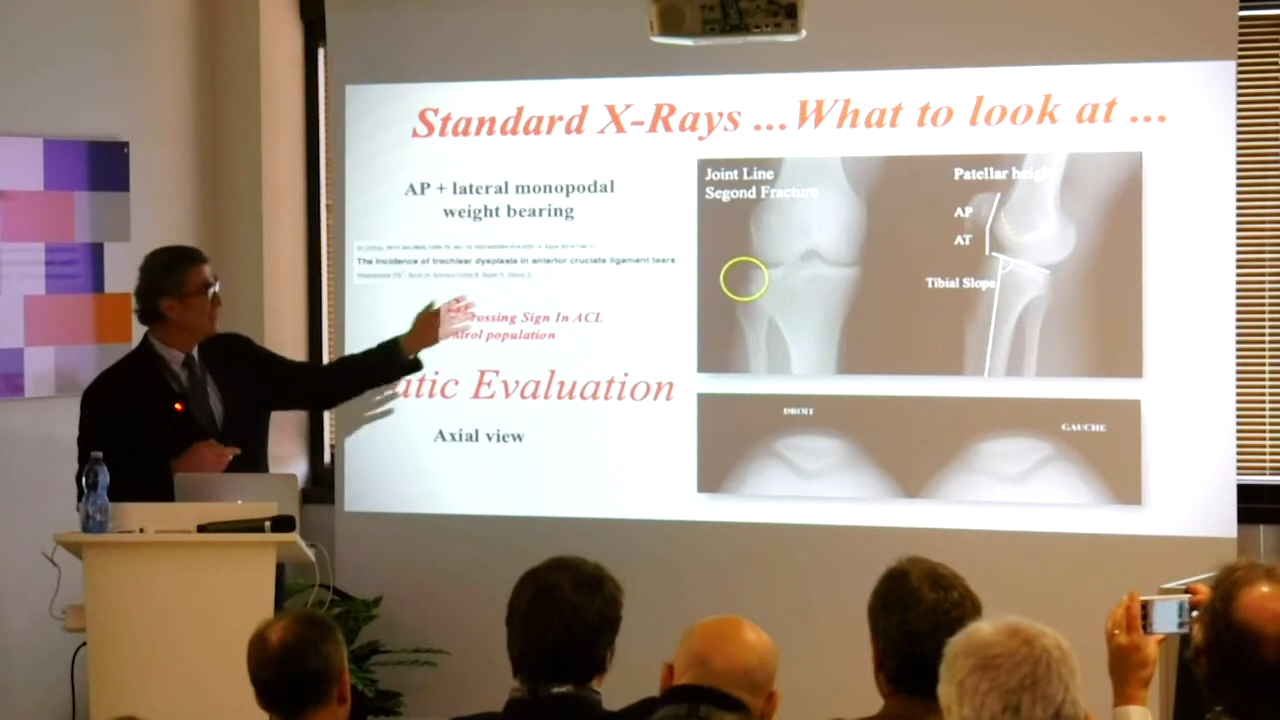 Standard X-Rays ...What to look at ...
AP + lateral monopodal
weight bearing
The incidence of trochlear dysplasia in anterior cruciate ligament tears.
rossing Sign In ACL
population
Evaluation
Axial view
Joint Line
Segond Fracture
Patellar
AP
AT
Tibial Slope
DROIT
GAUCHE